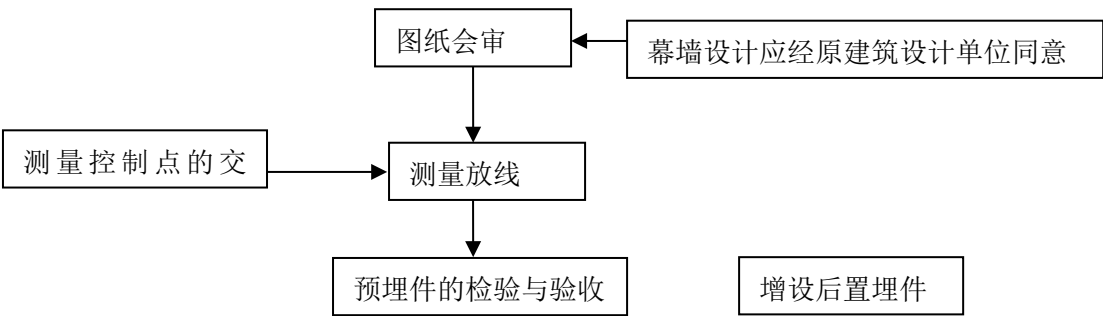 图纸会审
幕墙设计应经原建筑设计单位同意
测量控制点的交
测量放线
预埋件的检验与验收
增设后置埋件